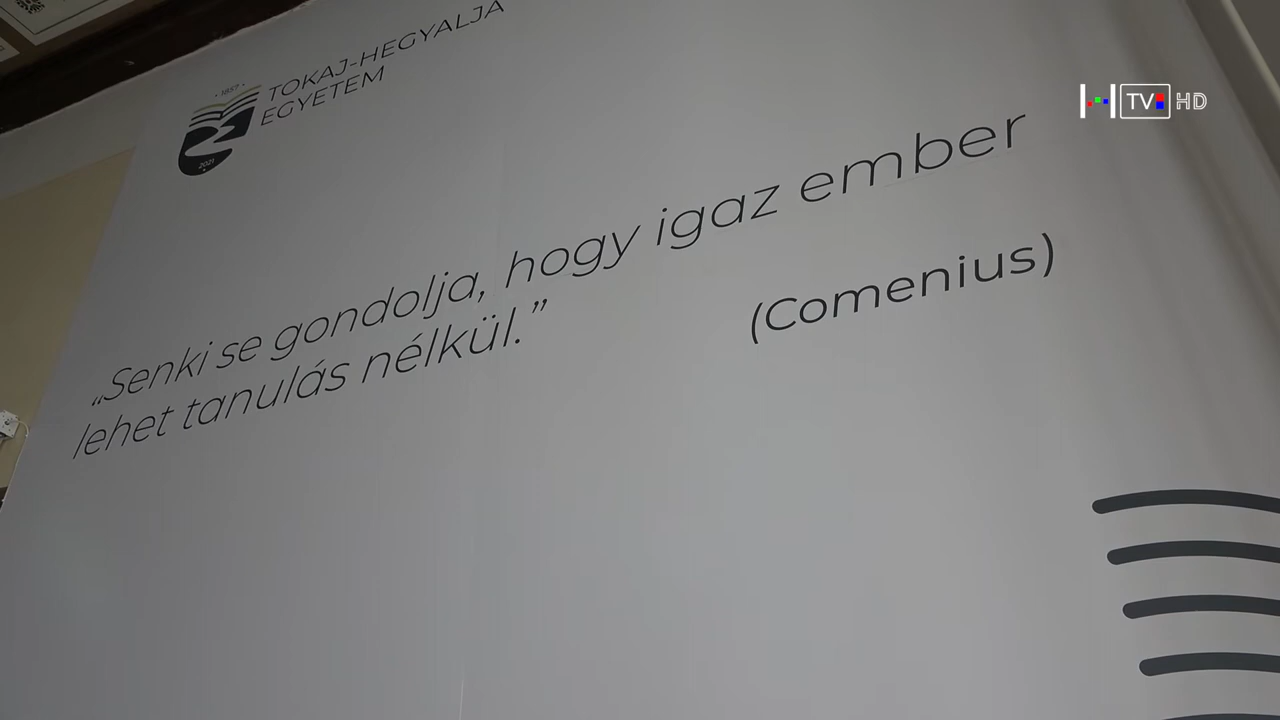 · 1857 ·
TOKAJ-HEGYALJA
EGYETEM
2021
H TV HD
„Senki se gondolja, hogy igaz ember
lehet tanulás nélkül.”
(Comenius)